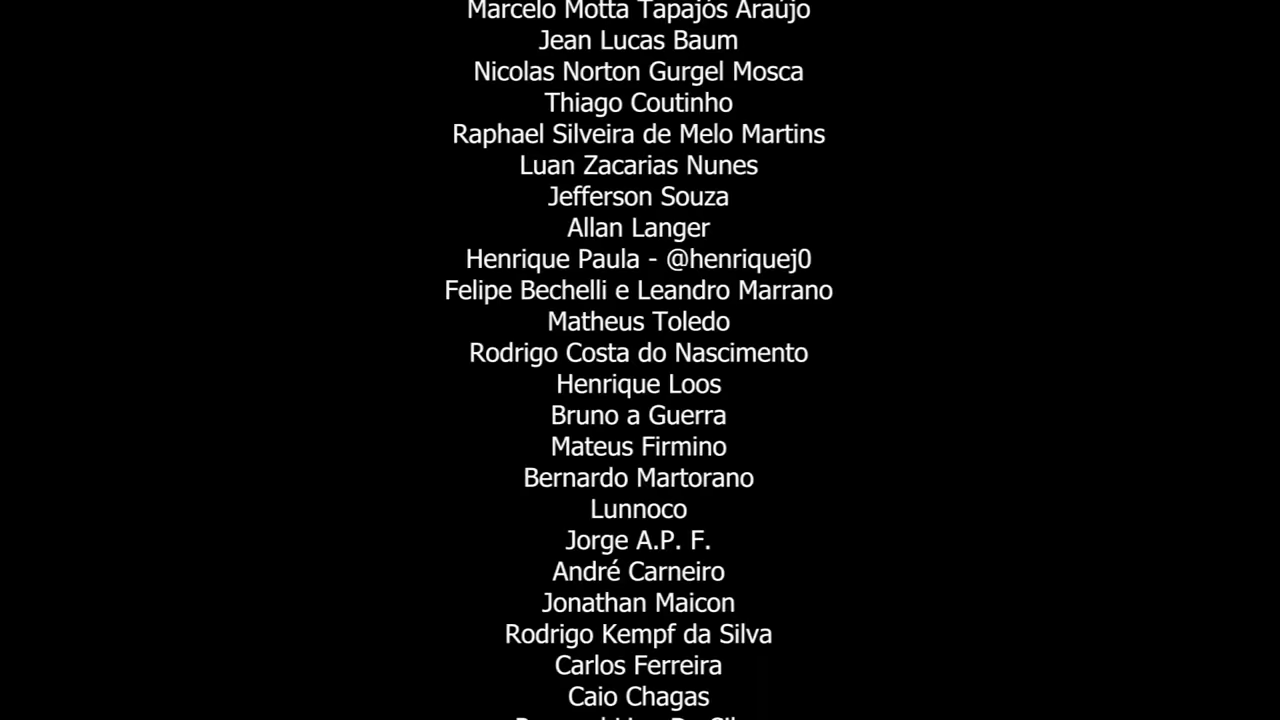 Marcelo Motta Tapajós Araújo
Jean Lucas Baum
Nicolas Norton Gurgel Mosca
Thiago Coutinho
Raphael Silveira de Melo Martins
Luan Zacarias Nunes
Jefferson Souza
Allan Langer
Henrique Paula - @henriquej0
Felipe Bechelli e Leandro Marrano
Matheus Toledo
Rodrigo Costa do Nascimento
Henrique Loos
Bruno a Guerra
Mateus Firmino
Bernardo Martorano
Lunnoco
Jorge A.P. F.
André Carneiro
Jonathan Maicon
Rodrigo Kempf da Silva
Carlos Ferreira
Caio Chagas